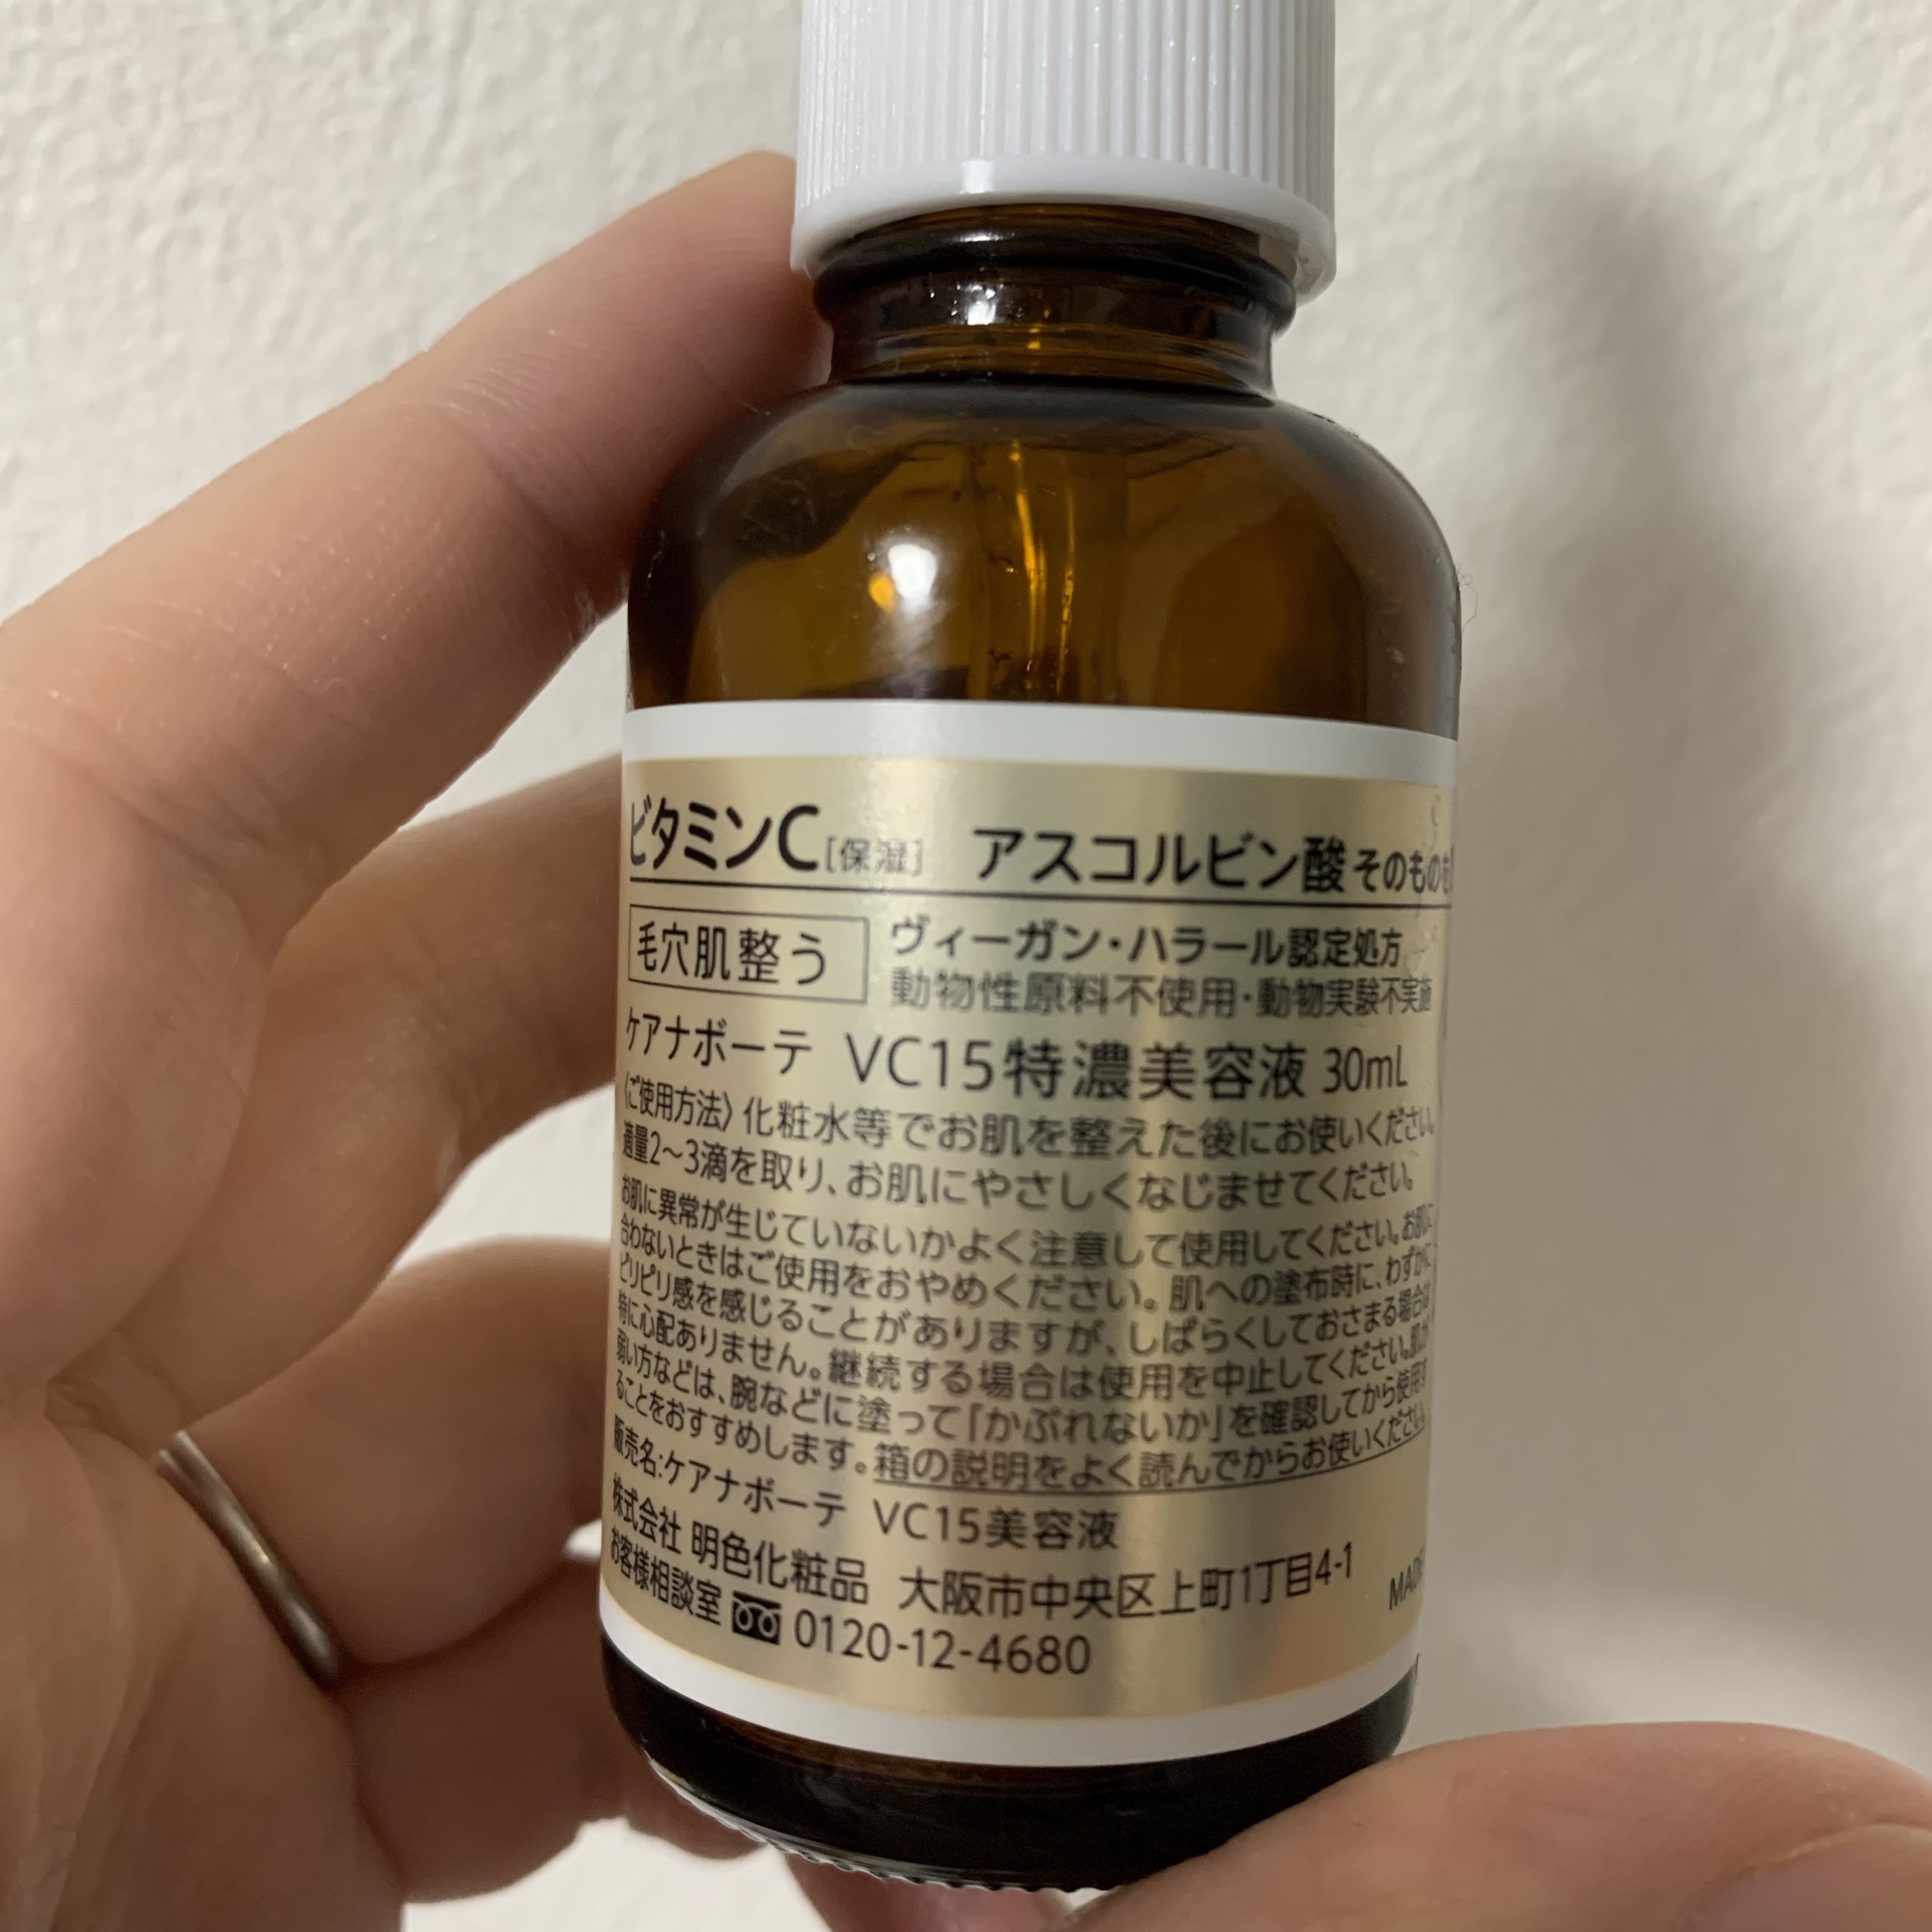 ビタミンC[保湿] アスコルビン酸そのものを
毛穴肌整う
ヴィーガン・ハラール認定処方
動物性原料不使用・動物実験不実施
ケアナボーテ VC15特濃美容液 30mL
〈ご使用方法〉化粧水等でお肌を整えた後にお使いください。
適量2〜3滴を取り、お肌にやさしくなじませてください。
お肌に異常が生じていないかよく注意して使用してください。お肌に
合わないときはご使用をおやめください。肌への塗布時に、わずかに
ピリピリ感を感じることがありますが、しばらくしておさまる場合は
特に心配ありません。継続する場合は使用を中止してください。肌が
弱い方などは、腕などに塗って「かぶれないか」を確認してから使用す
ることをおすすめします。箱の説明をよく読んでからお使いください。
販売名:ケアナボーテ VC15美容液
株式会社 明色化粧品 大阪市中央区上町1丁目4-1
お客様相談室 0120-12-4680